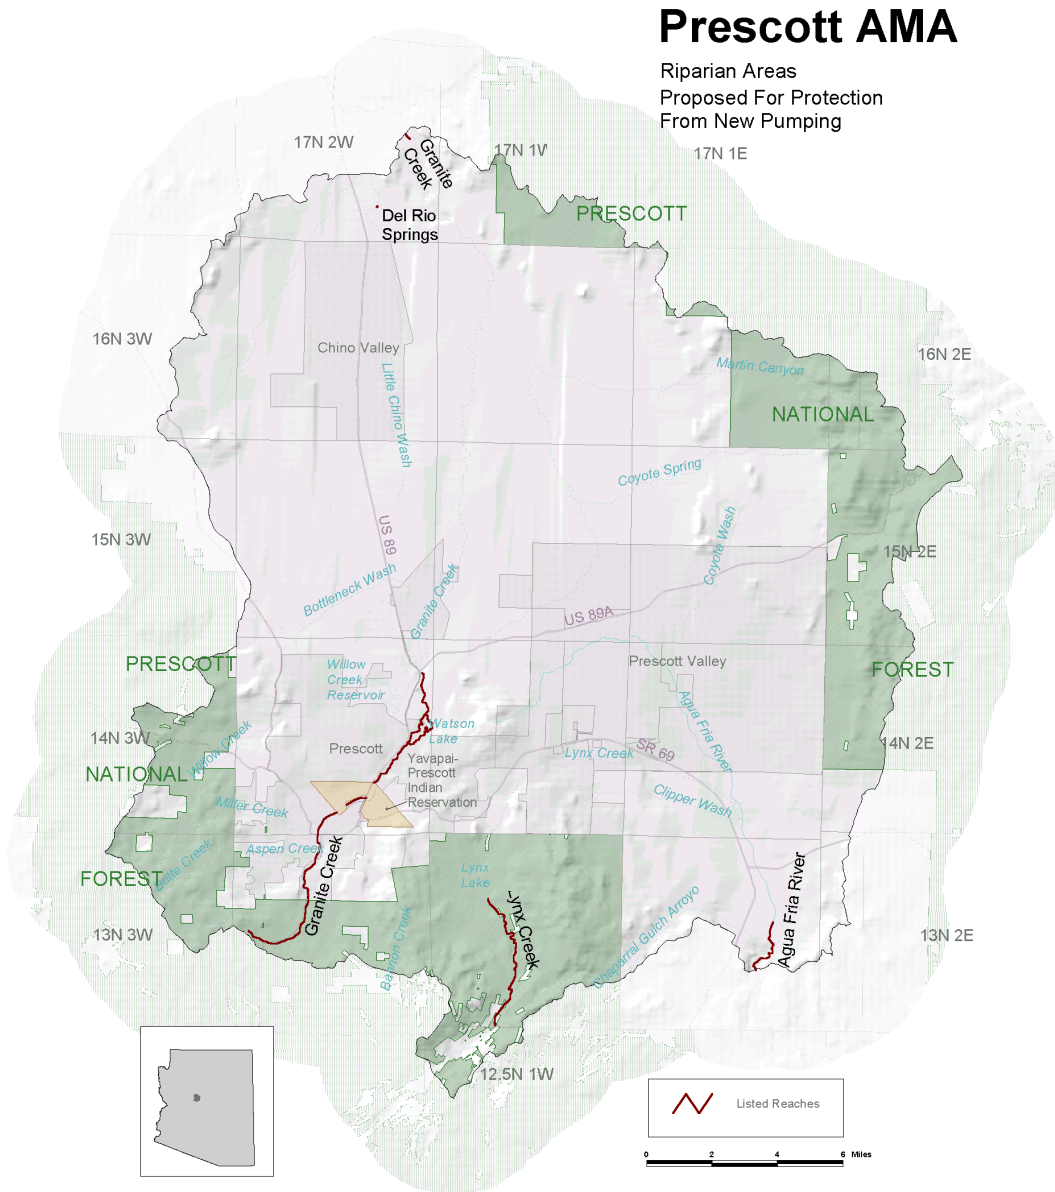 Prescott AMA
Riparian Areas
Proposed For Protection
From New Pumping
17N 2W
17N 1W
17N 1E
Granite
Creek
Del Rio
Springs
PRESCOTT
16N 3W
Chino Valley
16N 2E
Martin Canyon
Little Chino Wash
NATIONAL
Coyote Spring
15N 3W
US 89
Coyote Wash
15N 2E
Bottleneck Wash
Granite Creek
US 89A
PRESCOTT
Willow
Creek
Reservoir
Prescott Valley
FOREST
Agua Fria River
14N 3W
Willow Creek
Watson
Lake
Prescott
Lynx Creek
SR 69
14N 2E
NATIONAL
Yavapai-
Prescott
Indian
Reservation
Miller Creek
Clipper Wash
Aspen Creek
Butte Creek
FOREST
Granite Creek
Lynx
Lake
Lynx Creek
Agua Fria River
13N 3W
Bannon Creek
Chaparral Gulch Arroyo
13N 2E
12.5N 1W
Listed Reaches
0 2 4 6 Miles